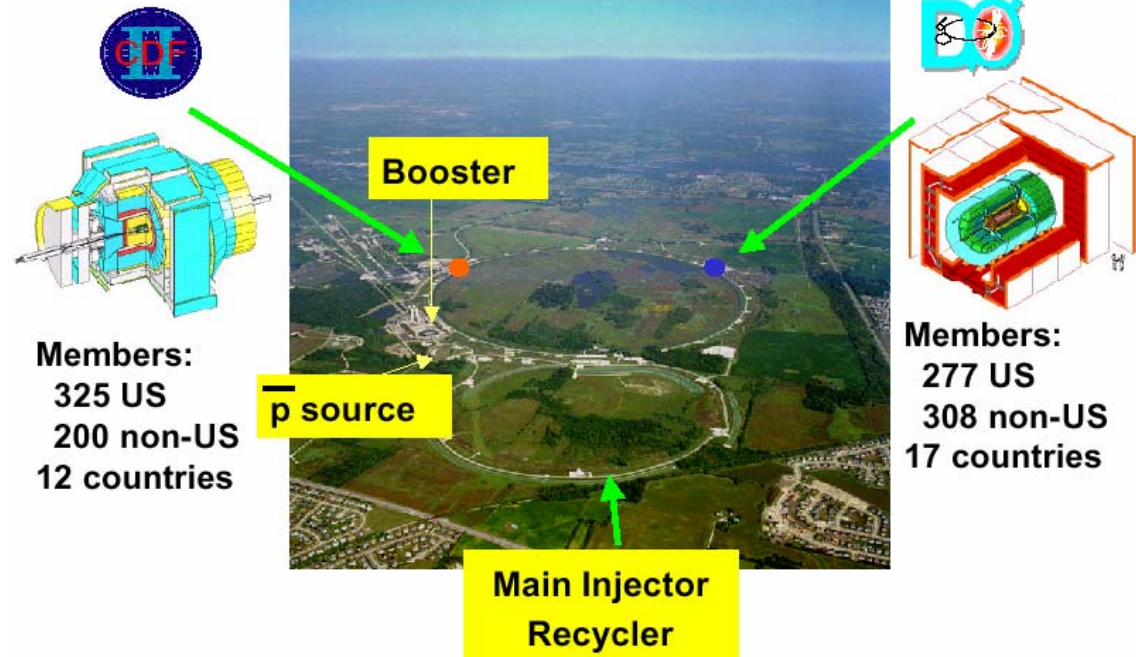 CDF
II
DØ
Booster
p̅ source
Members:
325 US
200 non-US
12 countries
Members:
277 US
308 non-US
17 countries
Main Injector
Recycler